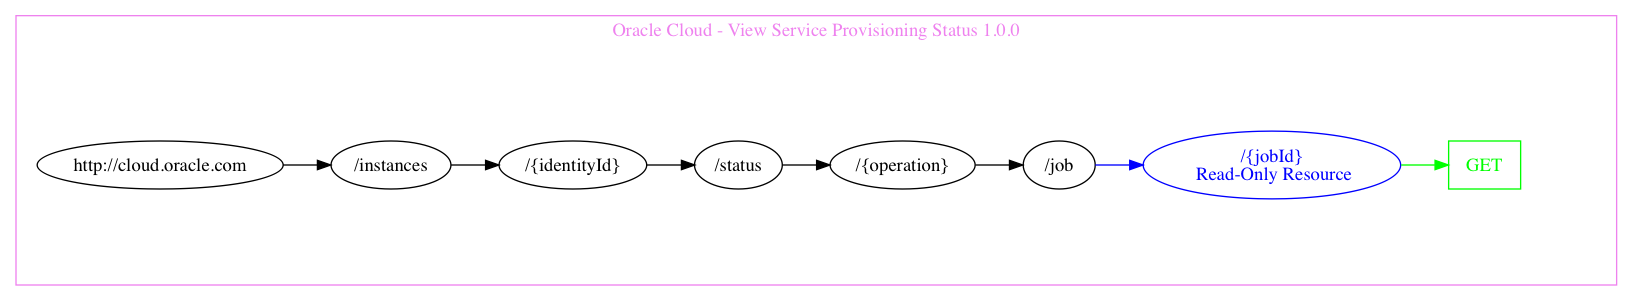 Oracle Cloud - View Service Provisioning Status 1.0.0
http://cloud.oracle.com
/instances
/{identityId}
/status
/{operation}
/job
/{jobId}
Read-Only Resource
GET